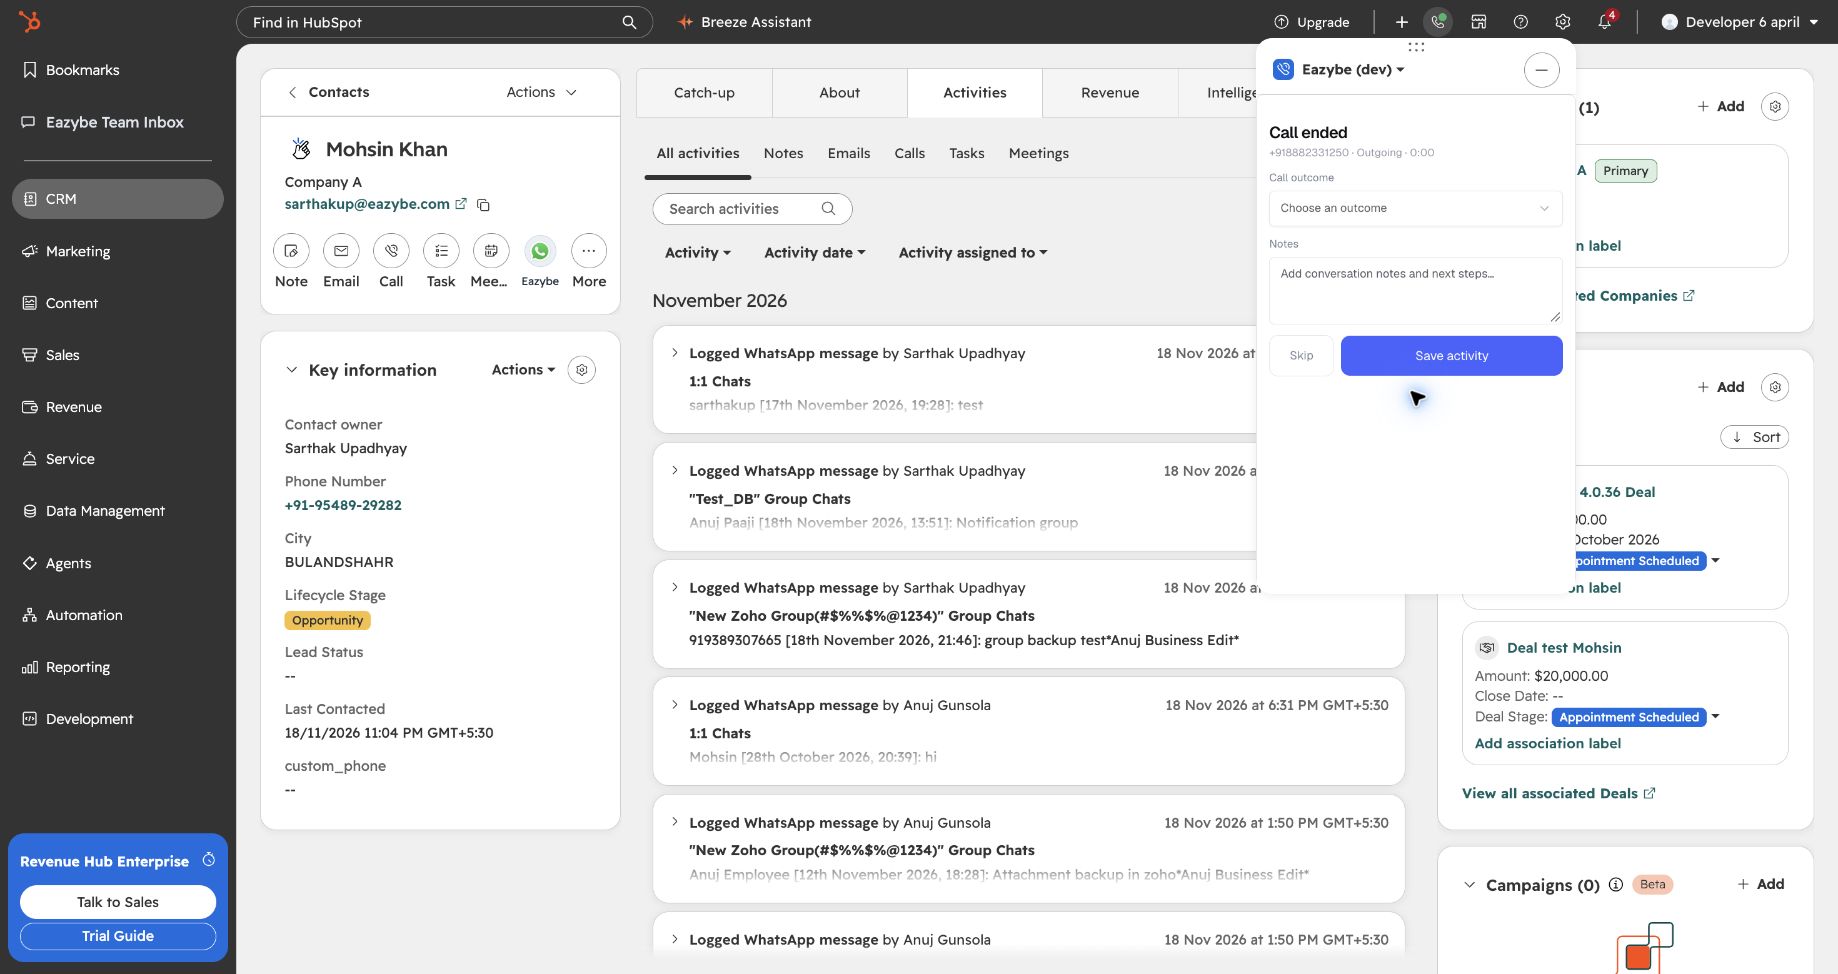 Find in HubSpot
Breeze Assistant
Upgrade
4
Developer 6 april
Bookmarks
Eazybe Team Inbox
CRM
Marketing
Content
Sales
Revenue
Service
Data Management
Agents
Automation
Reporting
Development
Revenue Hub Enterprise
Talk to Sales
Trial Guide
Contacts
Actions
Mohsin Khan
Company A
sarthakup@eazybe.com
Note
Email
Call
Task
Mee...
Eazybe
More
Key information
Actions
Contact owner
Sarthak Upadhyay
Phone Number
+91-95489-29282
City
BULANDSHAHR
Lifecycle Stage
Opportunity
Lead Status
--
Last Contacted
18/11/2026 11:04 PM GMT+5:30
custom_phone
--
Catch-up
About
Activities
Revenue
Intellige
All activities
Notes
Emails
Calls
Tasks
Meetings
Search activities
Activity
Activity date
Activity assigned to
November 2026
Logged WhatsApp message by Sarthak Upadhyay
18 Nov 2026 at
1:1 Chats
sarthakup [17th November 2026, 19:28]: test
Logged WhatsApp message by Sarthak Upadhyay
18 Nov 2026 a
"Test_DB" Group Chats
Anuj Paaji [18th November 2026, 13:51]: Notification group
Logged WhatsApp message by Sarthak Upadhyay
18 Nov 2026 a
"New Zoho Group(#$%%$%@1234)" Group Chats
919389307665 [18th November 2026, 21:46]: group backup test*Anuj Business Edit*
Logged WhatsApp message by Anuj Gunsola
18 Nov 2026 at 6:31 PM GMT+5:30
1:1 Chats
Mohsin [28th October 2026, 20:39]: hi
Logged WhatsApp message by Anuj Gunsola
18 Nov 2026 at 1:50 PM GMT+5:30
"New Zoho Group(#$%%$%@1234)" Group Chats
Anuj Employee [12th November 2026, 18:28]: Attachment backup in zoho*Anuj Business Edit*
Logged WhatsApp message by Anuj Gunsola
18 Nov 2026 at 1:50 PM GMT+5:30
Eazybe (dev)
Call ended
+918882331250 · Outgoing · 0:00
Call outcome
Choose an outcome
Notes
Add conversation notes and next steps...
Skip
Save activity
(1)
+ Add
A
Primary
n label
ted Companies
+ Add
Sort
4.0.36 Deal
00.00
October 2026
pointment Scheduled
on label
Deal test Mohsin
Amount: $20,000.00
Close Date: --
Deal Stage: Appointment Scheduled
Add association label
View all associated Deals
Campaigns (0)
Beta
+ Add